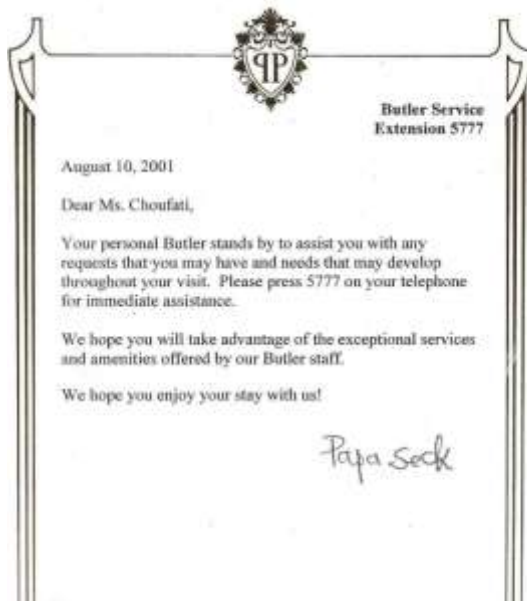 PP
Butler Service
Extension 5777
August 10, 2001
Dear Ms. Choufati,
Your personal Butler stands by to assist you with any
requests that you may have and needs that may develop
throughout your visit. Please press 5777 on your telephone
for immediate assistance.
We hope you will take advantage of the exceptional services
and amenities offered by our Butler staff.
We hope you enjoy your stay with us!
Papa Seck